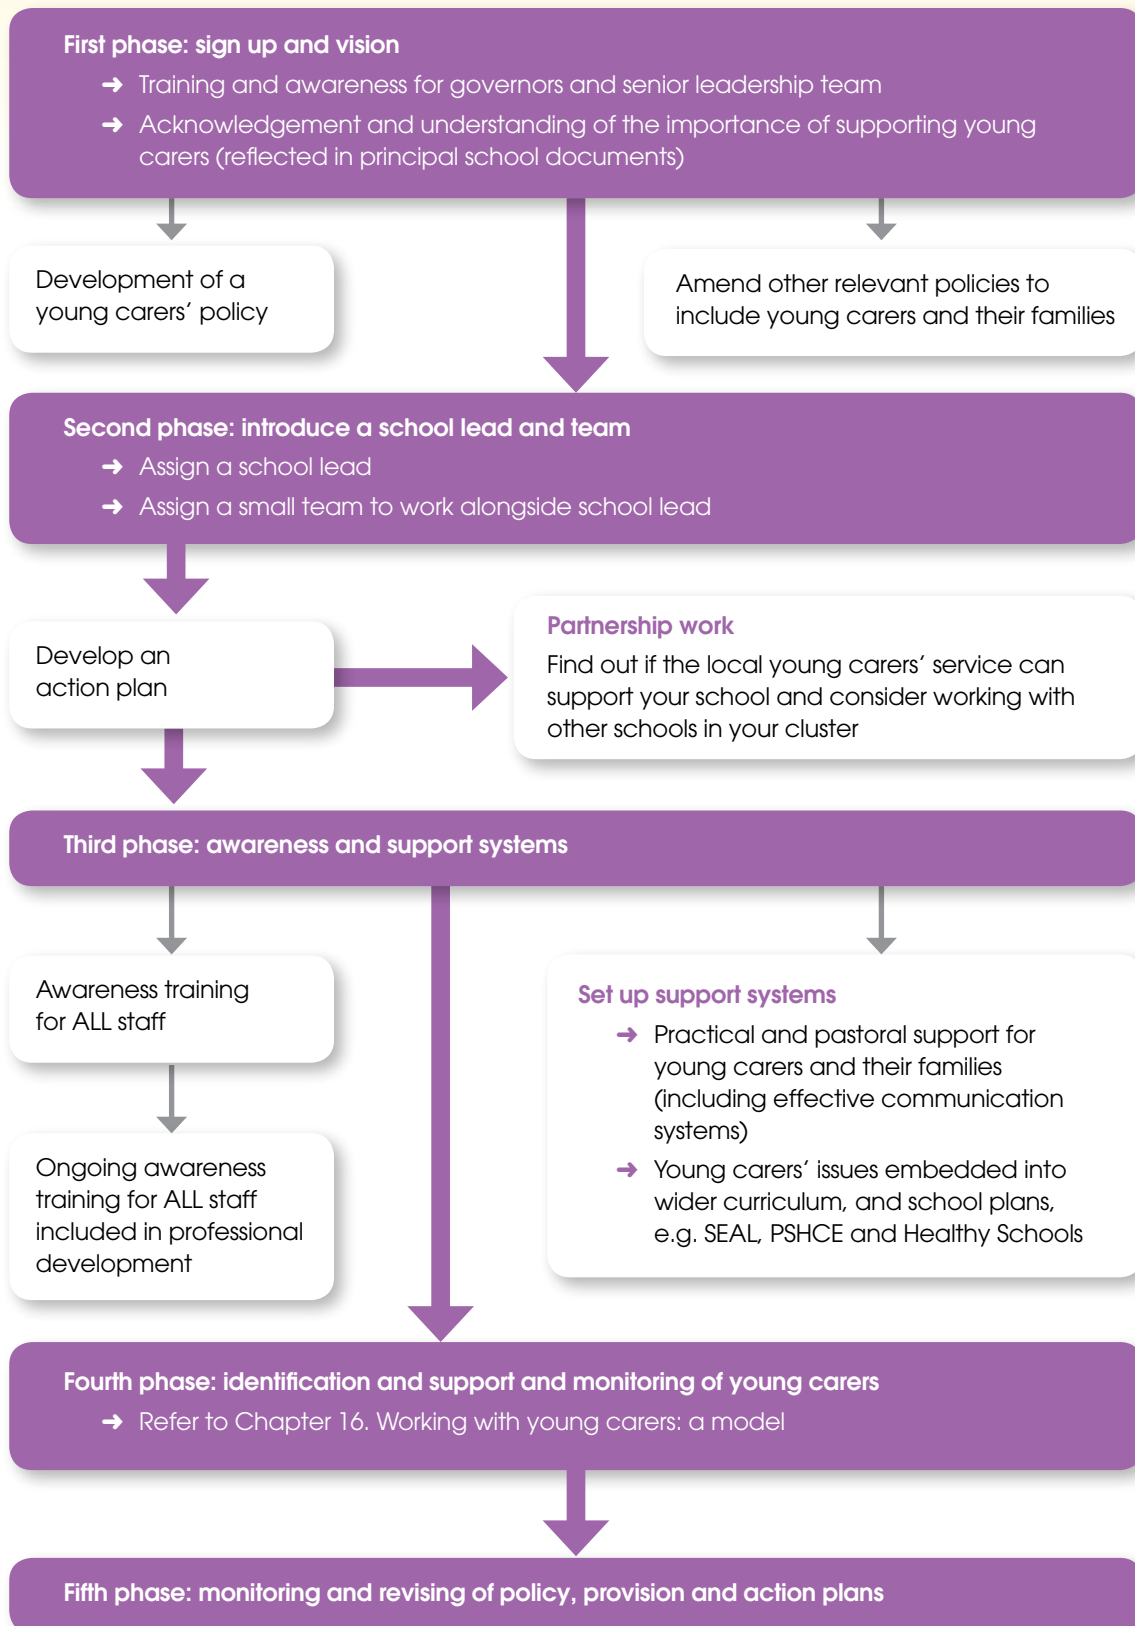 First phase: sign up and vision
➜ Training and awareness for governors and senior leadership team
➜ Acknowledgement and understanding of the importance of supporting young
carers (reflected in principal school documents)
Development of a
young carers’ policy
Amend other relevant policies to
include young carers and their families
Second phase: introduce a school lead and team
➜ Assign a school lead
➜ Assign a small team to work alongside school lead
Develop an
action plan
Partnership work
Find out if the local young carers’ service can
support your school and consider working with
other schools in your cluster
Third phase: awareness and support systems
Awareness training
for ALL staff
Ongoing awareness
training for ALL staff
included in professional
development
Set up support systems
➜ Practical and pastoral support for
young carers and their families
(including effective communication
systems)
➜ Young carers’ issues embedded into
wider curriculum, and school plans,
e.g. SEAL, PSHCE and Healthy Schools
Fourth phase: identification and support and monitoring of young carers
➜ Refer to Chapter 16. Working with young carers: a model
Fifth phase: monitoring and revising of policy, provision and action plans